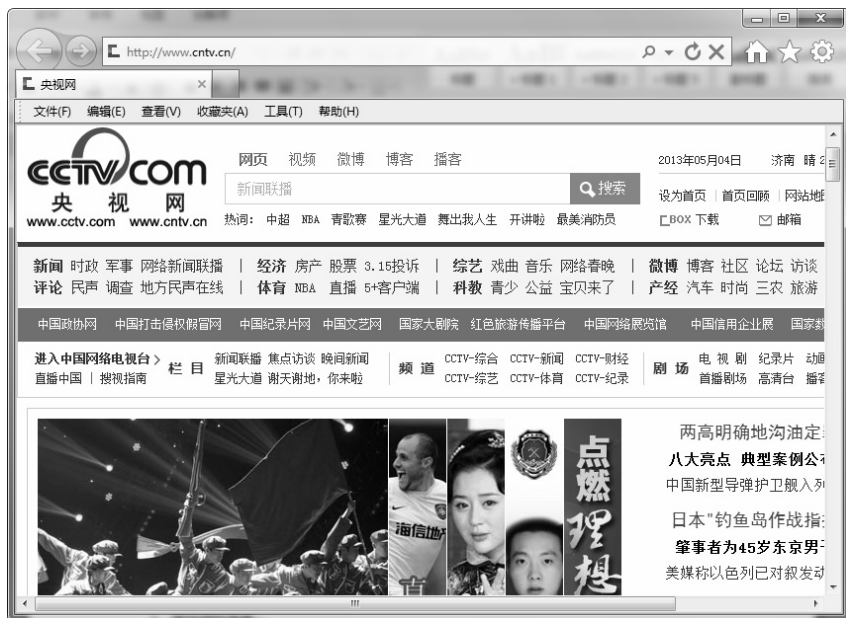 http://www.cntv.cn/
央视网
文件(F) 编辑(E) 查看(V) 收藏夹(A) 工具(T) 帮助(H)
CCTV.com
央视网
www.cctv.com www.cntv.cn
网页 视频 微博 博客 播客
新闻联播 搜索
热词: 中超 NBA 青歌赛 星光大道 舞出我人生 开讲啦 最美消防员
2013年05月04日 济南 晴 2
设为首页 | 首页回顾 | 网站地图
BOX 下载 邮箱
新闻 时政 军事 网络新闻联播 | 经济 房产 股票 3.15投诉 | 综艺 戏曲 音乐 网络春晚 | 微博 博客 社区 论坛 访谈
评论 民声 调查 地方民声在线 | 体育 NBA 直播 5+客户端 | 科教 青少 公益 宝贝来了 | 产经 汽车 时尚 三农 旅游
中国政协网 中国打击侵权假冒网 中国纪录片网 中国文艺网 国家大剧院 红色旅游传播平台 中国网络展览馆 中国信用企业展 国家
进入中国网络电视台> 栏目 新闻联播 焦点访谈 晚间新闻 频道 CCTV-综合 CCTV-新闻 CCTV-财经 剧场 电视剧 纪录片 动画
直播中国 | 搜视指南 星光大道 谢天谢地,你来啦 CCTV-综艺 CCTV-体育 CCTV-纪录 首播剧场 高清台 播客
海信地产
直
点燃理想
两高明确地沟油定
八大亮点 典型案例公布
中国新型导弹护卫舰入列
日本"钓鱼岛作战指
肇事者为45岁东京男子
美媒称以色列已对叙发动